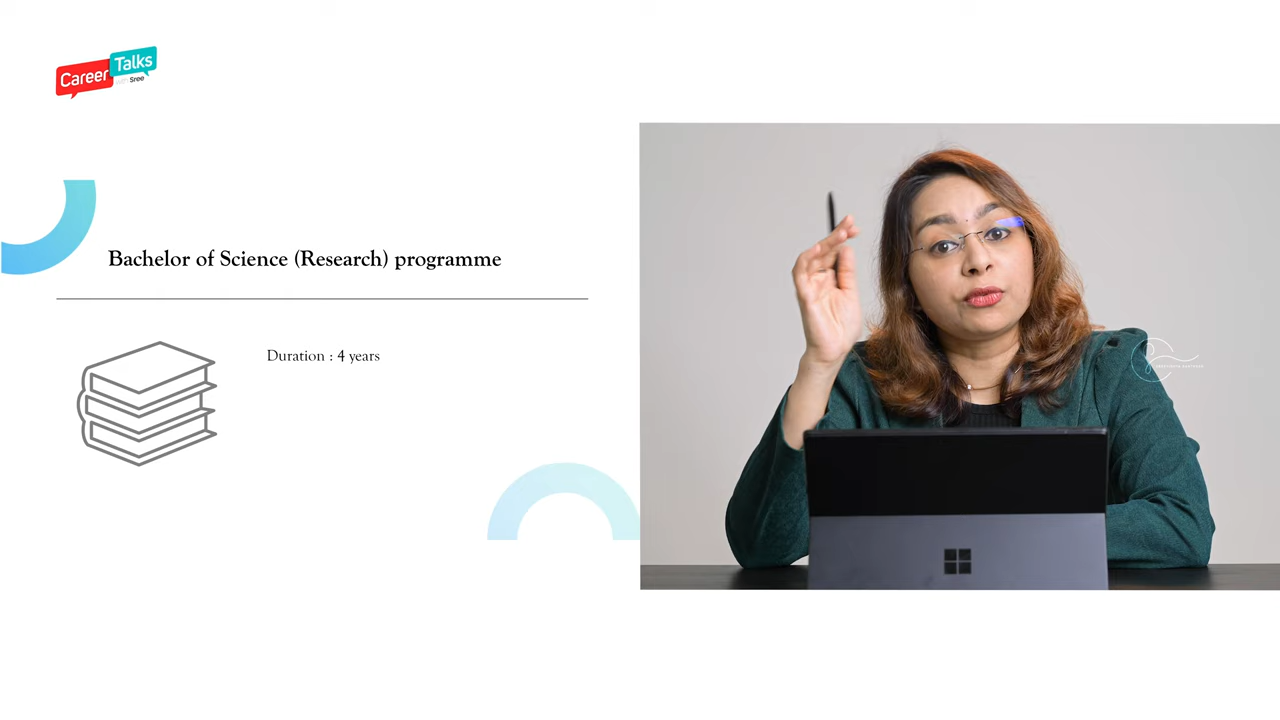 Career Talks
Sree
Bachelor of Science (Research) programme
Duration : 4 years